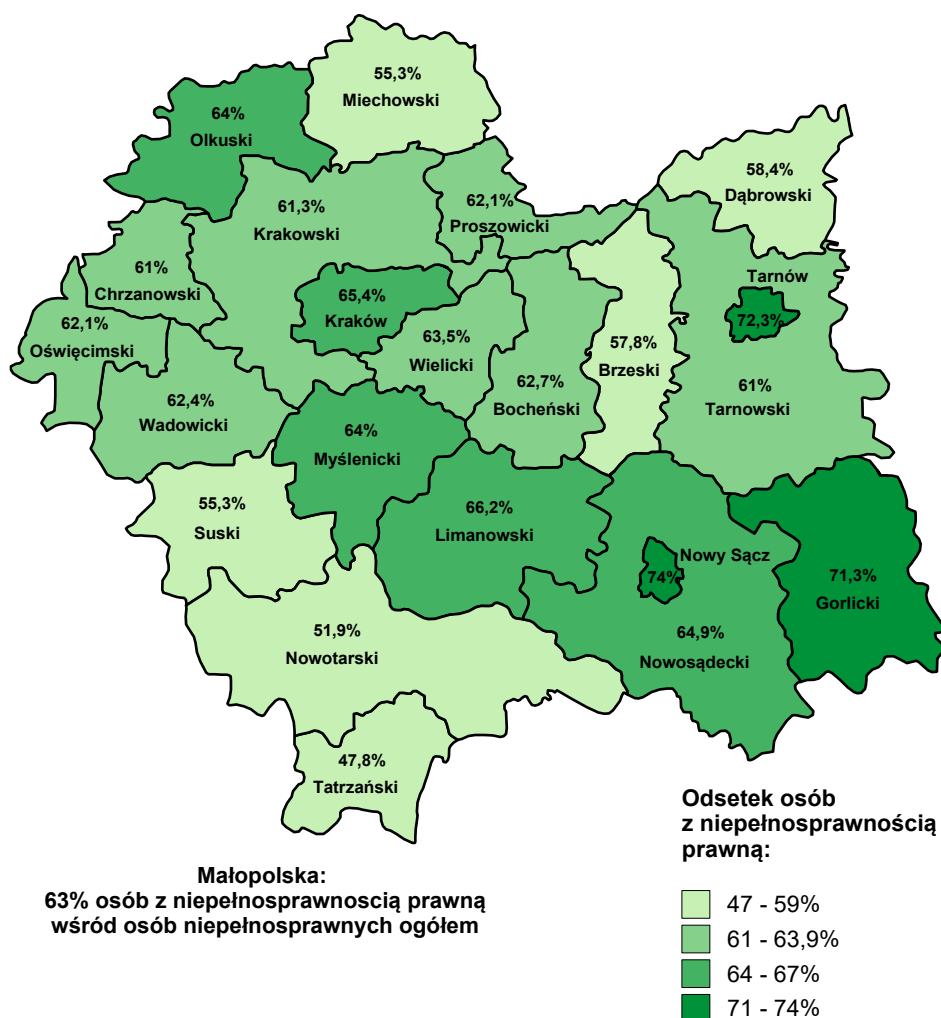 55,3%
Miechowski
64%
Olkuski
58,4%
Dąbrowski
62,1%
Proszowicki
61,3%
Krakowski
61%
Chrzanowski
Tarnów
72,3%
65,4%
Kraków
62,1%
Oświęcimski
63,5%
Wielicki
57,8%
Brzeski
62,7%
Bocheński
61%
Tarnowski
62,4%
Wadowicki
64%
Myślenicki
55,3%
Suski
66,2%
Limanowski
Nowy Sącz
74%
71,3%
Gorlicki
64,9%
Nowosądecki
51,9%
Nowotarski
47,8%
Tatrzański
Małopolska:
63% osób z niepełnosprawnoscią prawną
wśród osób niepełnosprawnych ogółem
Odsetek osób
z niepełnosprawnością
prawną:
47 - 59%
61 - 63,9%
64 - 67%
71 - 74%